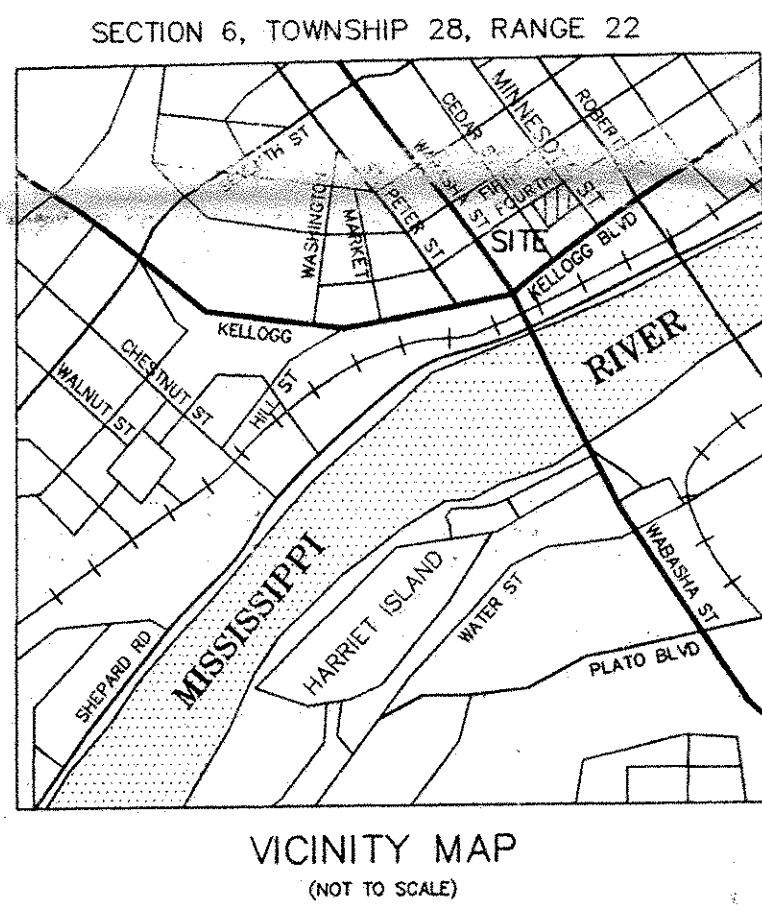 SECTION 6, TOWNSHIP 28, RANGE 22
CEDAR
MINNESO
ST
ROBERT
WASHINGTON
MARKET
PETER ST
ST
FOURTH
SITE
KELLOGG BLVD
KELLOGG
CHESTNUT ST
WALNUT ST
HILL ST
RIVER
MISSISSIPPI
HARRIET ISLAND
WATER ST
WABASHA ST
PLATO BLVD
SHEPARD RD
VICINITY MAP
(NOT TO SCALE)